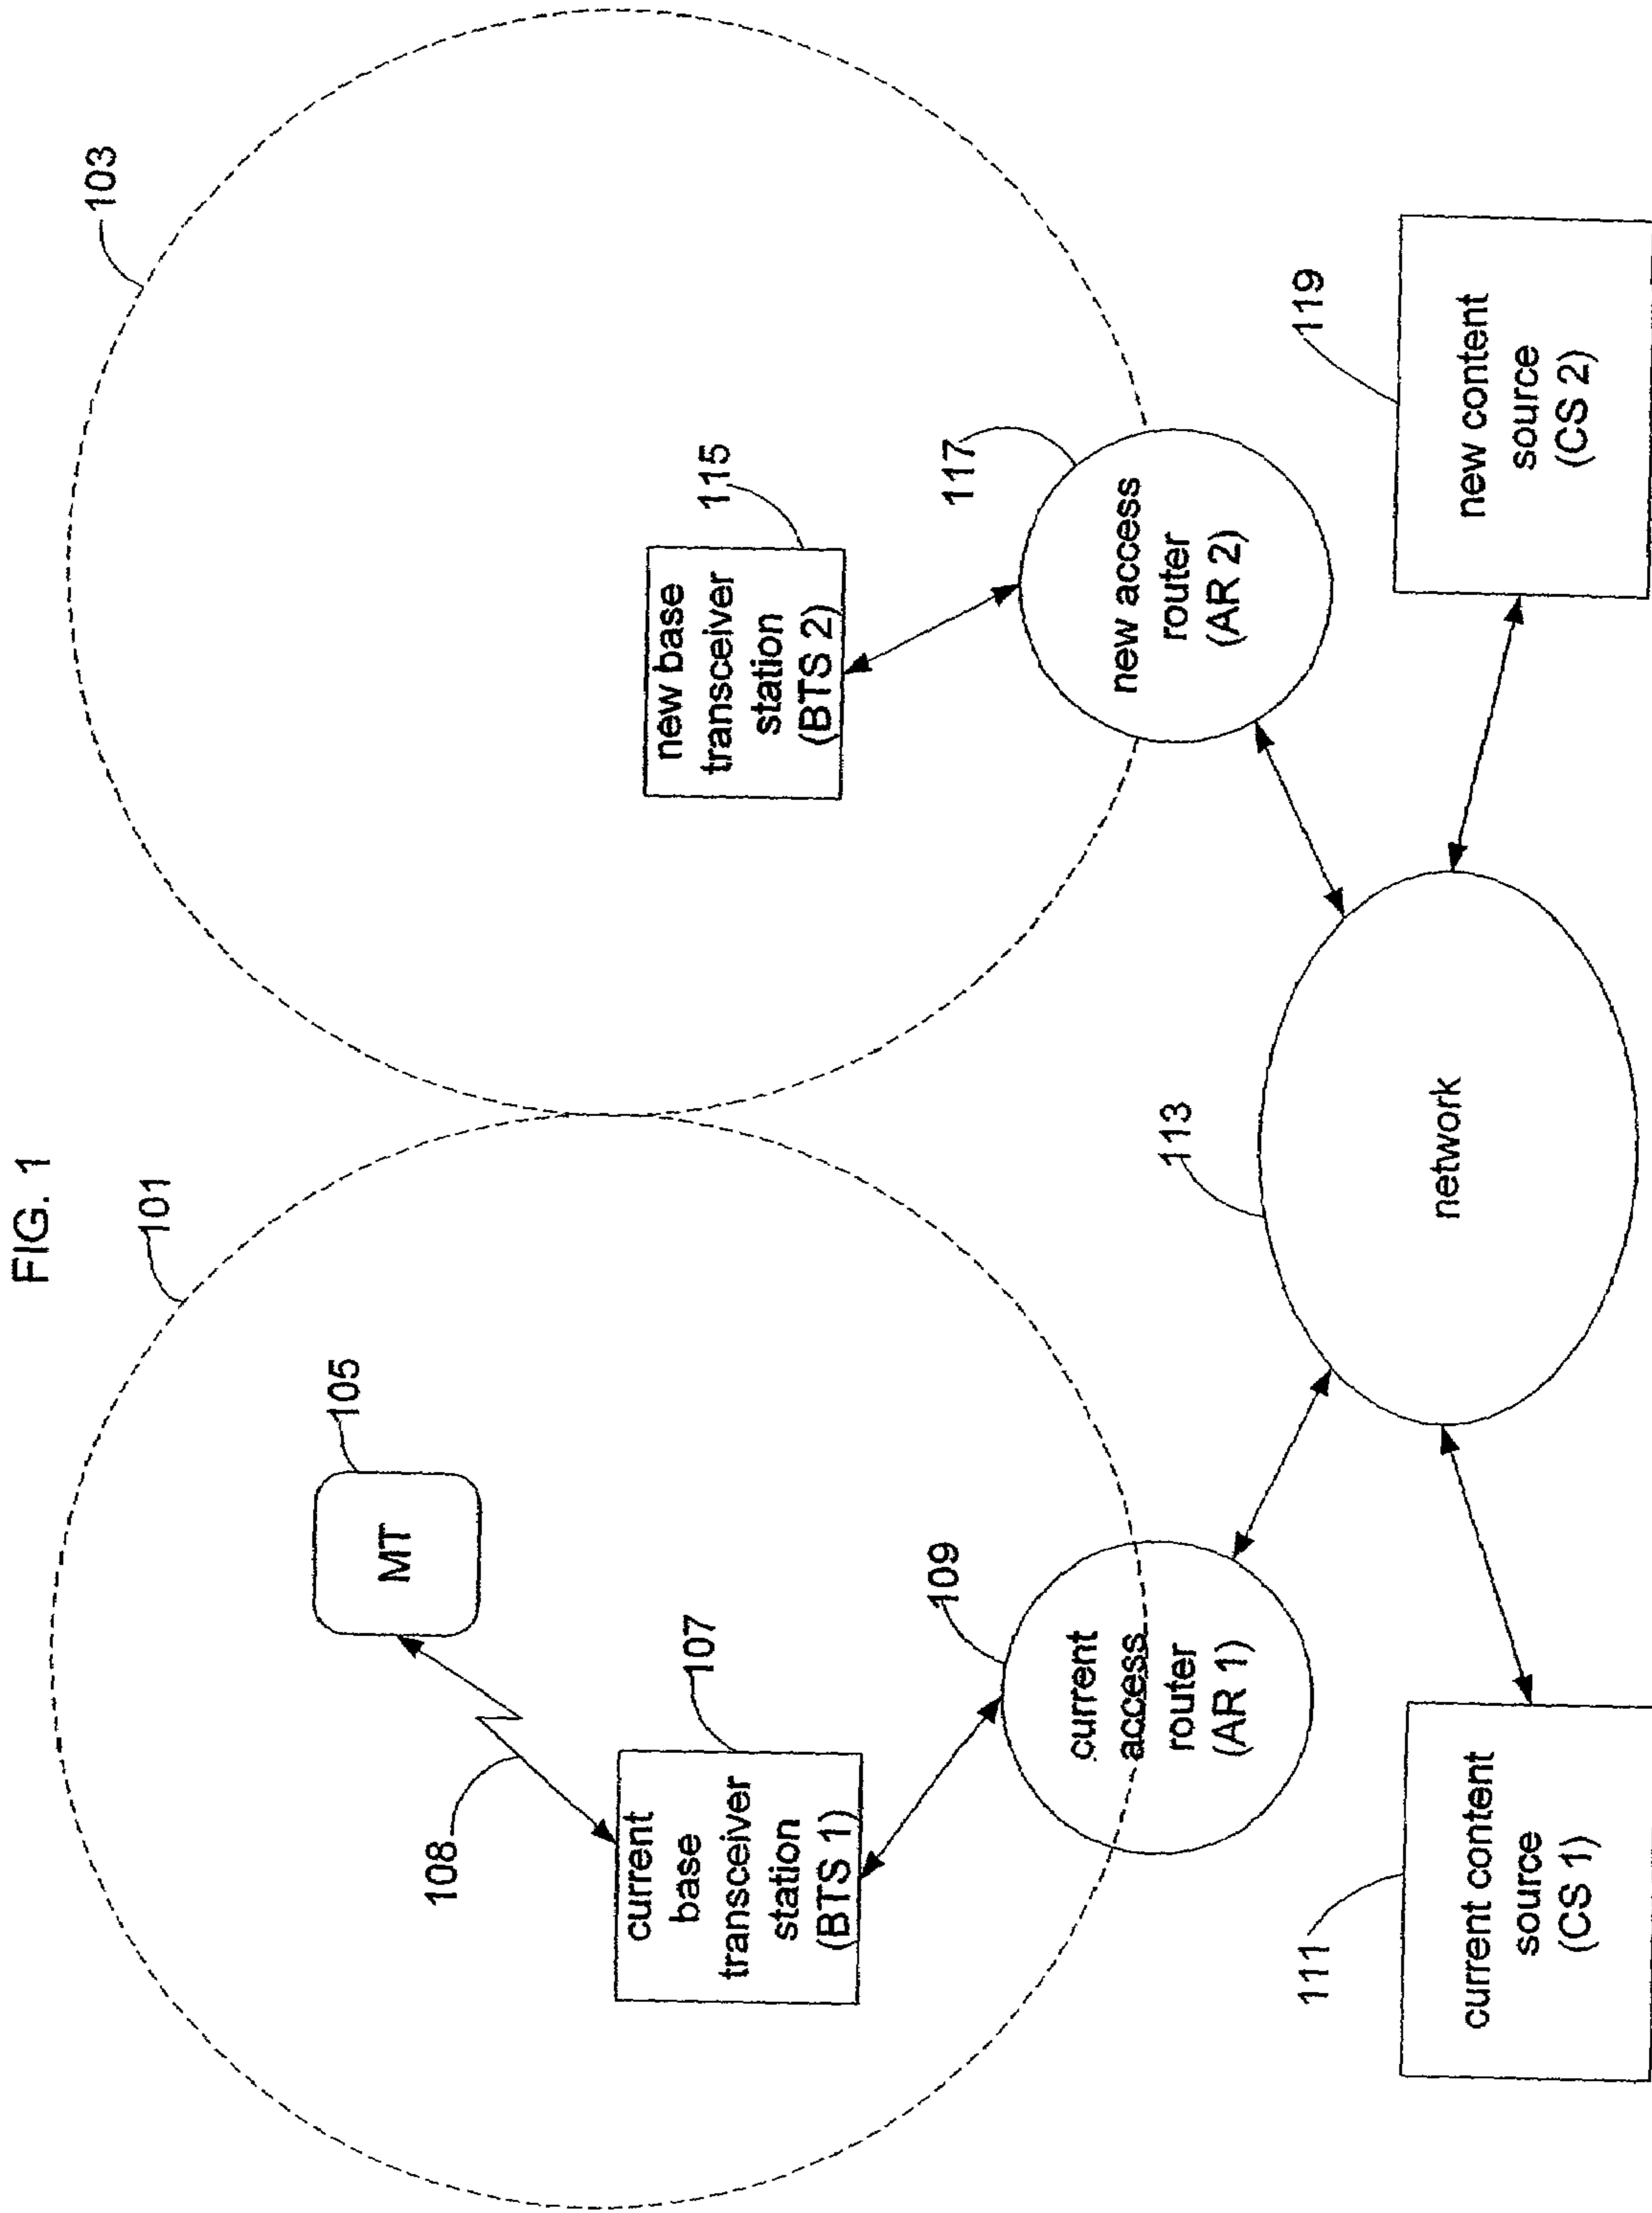 FIG. 1
101
103
105
MT
108
107
current
base
transceiver
station
(BTS 1)
115
new base
transceiver
station
(BTS 2)
109
current
access
router
(AR 1)
117
new access
router
(AR 2)
113
network
111
current content
source
(CS 1)
119
new content
source
(CS 2)